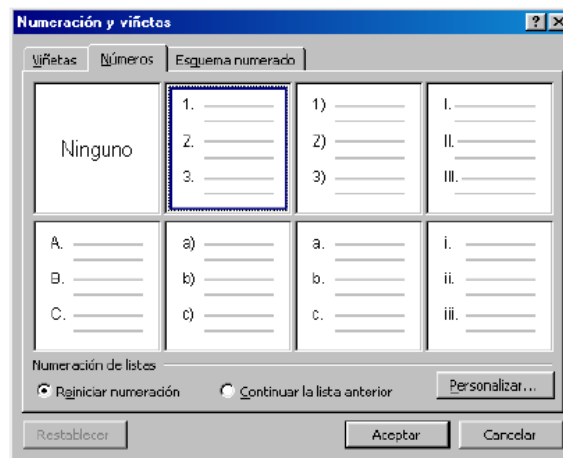 Numeración y viñetas
Viñetas Números Esquema numerado
Ninguno
1.
2.
3.
1)
2)
3)
I.
II.
III.
A.
B.
C.
a)
b)
c)
a.
b.
c.
i.
ii.
iii.
Numeración de listas
Reiniciar numeración Continuar la lista anterior Personalizar...
Restablecer Aceptar Cancelar